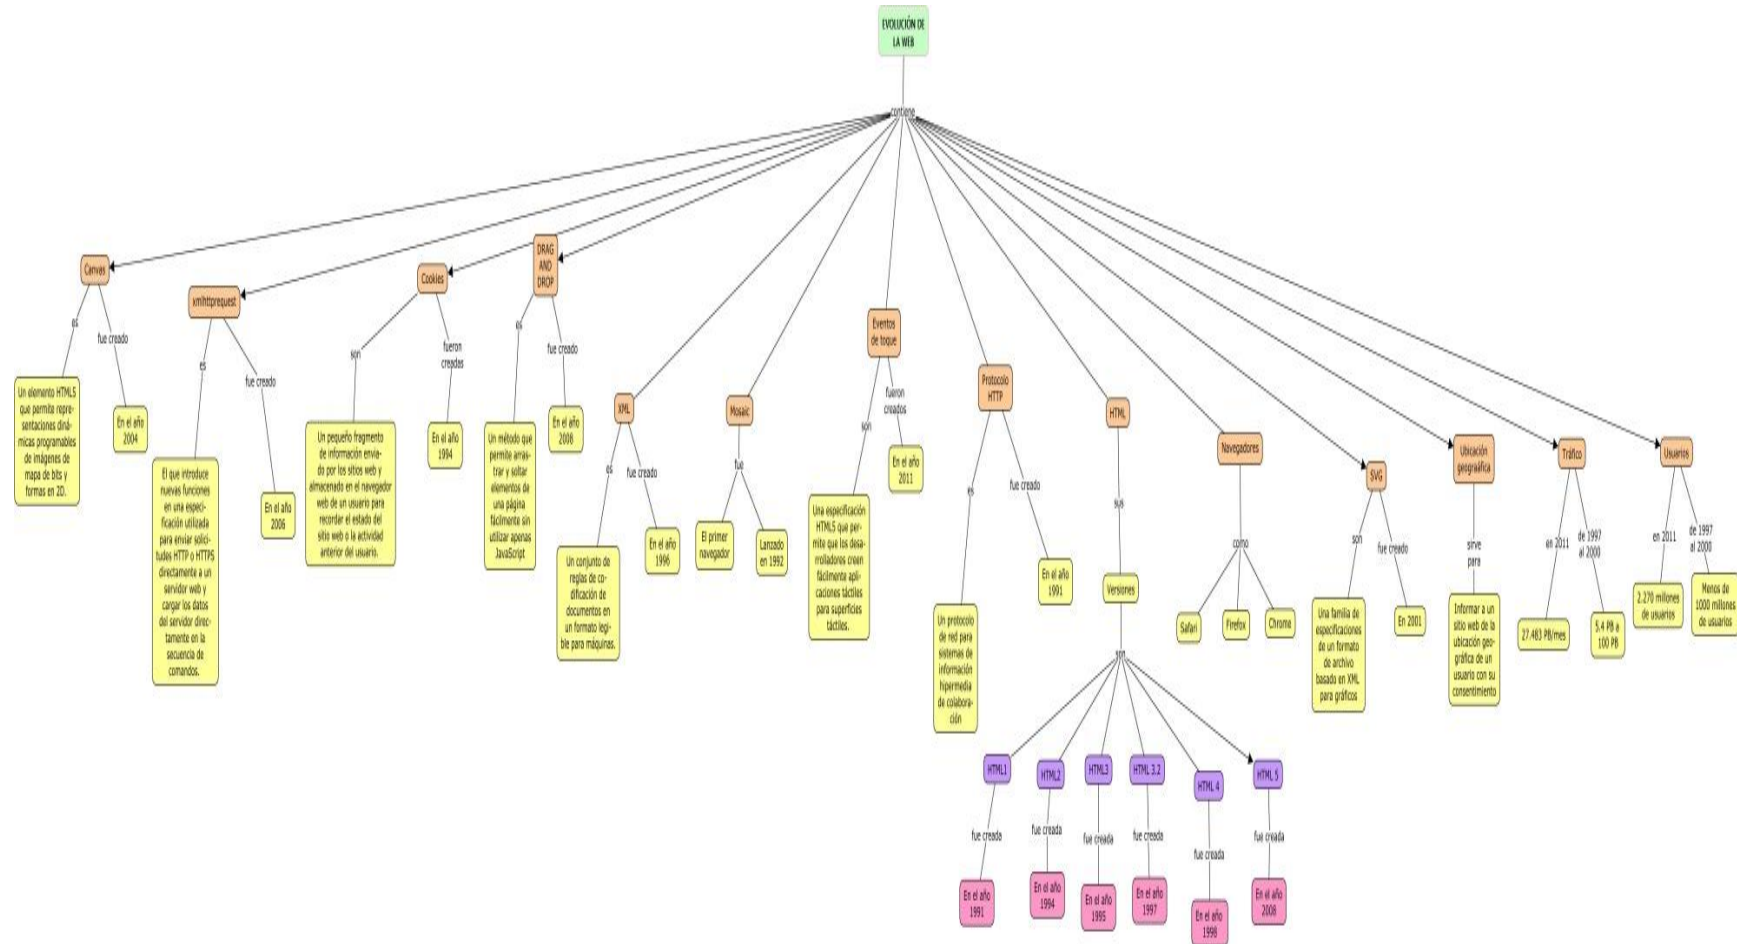 EVOLUCIÓN DE
LA WEB
contiene
Canvas
es
fue creado
Un elemento HTML5
que permite repre-
sentaciones diná-
micas programables
de imágenes de
mapa de bits y
formas en 2D.
En el año
2004
xmlhttprequest
es
fue creado
El que introduce
nuevas funciones
en una especi-
ficación utilizada
para enviar solici-
tudes HTTP o HTTPS
directamente a un
servidor web y
cargar los datos
del servidor direc-
tamente en la
secuencia de
comandos.
En el año
2006
Cookies
son
fueron
creadas
Un pequeño fragmento
de información envia-
do por los sitios web y
almacenado en el navegador
web de un usuario para
recordar el estado del
sitio web o la actividad
anterior del usuario.
En el año
1994
DRAG
AND
DROP
es
fue creado
Un método que
permite arras-
trar y soltar
elementos de
una página
fácilmente sin
utilizar apenas
JavaScript
En el año
2008
XML
es
fue creado
Un conjunto de
reglas de co-
dificación de
documentos en
un formato legi-
ble para máquinas.
En el año
1996
Mosaic
fue
El primer
navegador
Lanzado
en 1992
Eventos
de toque
son
fueron
creados
Una especificación
HTML5 que per-
mite que los desa-
rrolladores creen
fácilmente apli-
caciones táctiles
para superficies
táctiles.
En el año
2011
Protocolo
HTTP
es
fue creado
Un protocolo
de red para
sistemas de
información
hipermedia
de colabora-
ción
En el año
1991
HTML
sus
Versiones
son
HTML1
fue creada
En el año
1991
HTML2
fue creada
En el año
1994
HTML3
fue creada
En el año
1995
HTML 3.2
fue creada
En el año
1997
HTML 4
fue creada
En el año
1998
HTML 5
fue creada
En el año
2008
Navegadores
como
Safari
Firefox
Chrome
SVG
son
fue creado
Una familia de
especificaciones
de un formato
de archivo
basado en XML
para gráficos
En 2001
Ubicación
geograáfica
sirve
para
Informar a un
sitio web de la
ubicación geo-
gráfica de un
usuario con su
consentimiento
Tráfico
en 2011
de 1997
al 2000
27.483 PB/mes
5.4 PB a
100 PB
Usuarios
en 2011
de 1997
al 2000
2.270 millones
de usuarios
Menos de
1000 millones
de usuarios